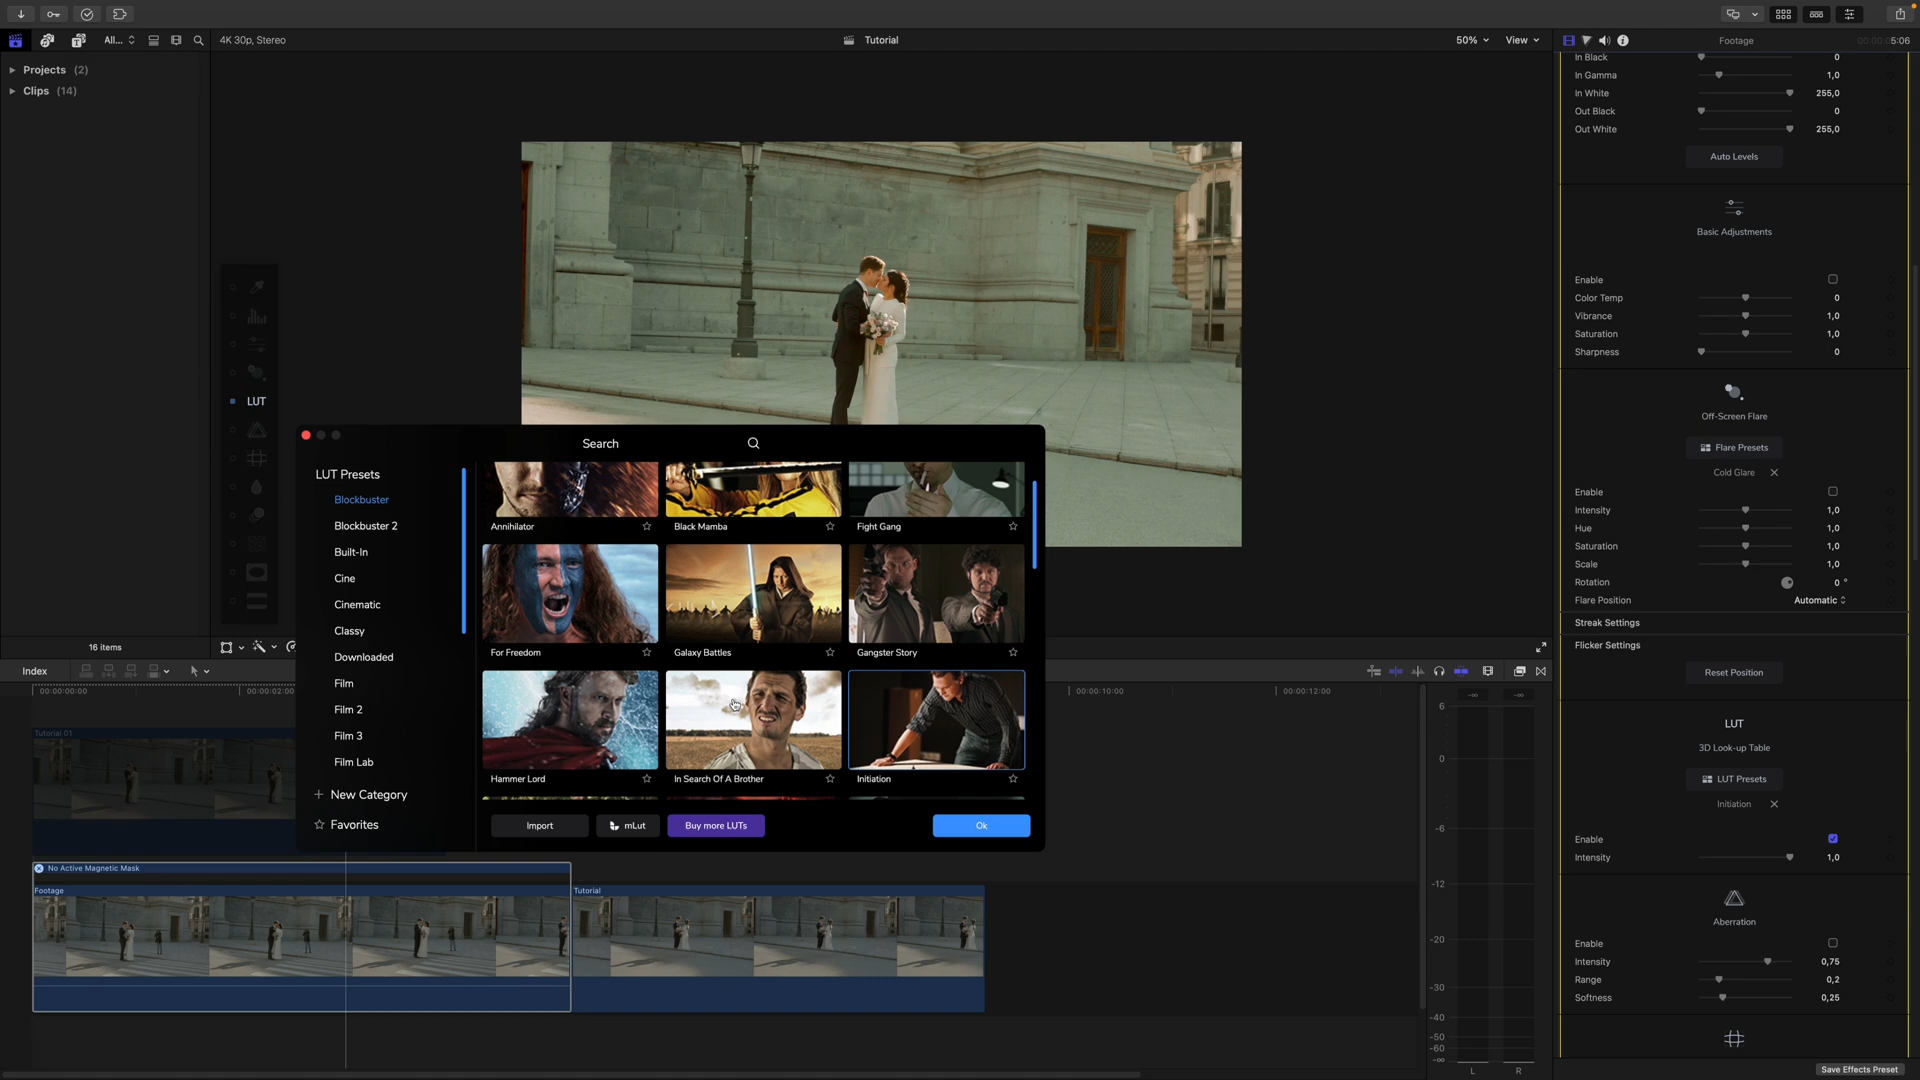 All...
4K 30p, Stereo
Tutorial
50%
View
Footage
00:00:05:06
Projects (2)
Clips (14)
In Black 0
In Gamma 1,0
In White 255,0
Out Black 0
Out White 255,0
Auto Levels
Basic Adjustments
Enable
Color Temp 0
Vibrance 1,0
Saturation 1,0
Sharpness 0
Off-Screen Flare
Flare Presets
Cold Glare
Enable
Intensity 1,0
Hue 1,0
Saturation 1,0
Scale 1,0
Rotation 0 °
Flare Position Automatic
Streak Settings
Flicker Settings
Reset Position
LUT
3D Look-up Table
LUT Presets
Initiation
Enable
Intensity 1,0
Aberration
Enable
Intensity 0,75
Range 0,2
Softness 0,25
Save Effects Preset
LUT
Search
LUT Presets
Blockbuster
Blockbuster 2
Built-In
Cine
Cinematic
Classy
Downloaded
Film
Film 2
Film 3
Film Lab
New Category
Favorites
Annihilator
Black Mamba
Fight Gang
For Freedom
Galaxy Battles
Gangster Story
Hammer Lord
In Search Of A Brother
Initiation
Import
mLut
Buy more LUTs
Ok
16 items
Index
00:00:00:00
00:00:02:00
00:00:10:00
00:00:12:00
Tutorial 01
No Active Magnetic Mask
Footage
Tutorial
-∞ -∞
6
0
-6
-12
-20
-30
-40
-50
-60
-∞
L R